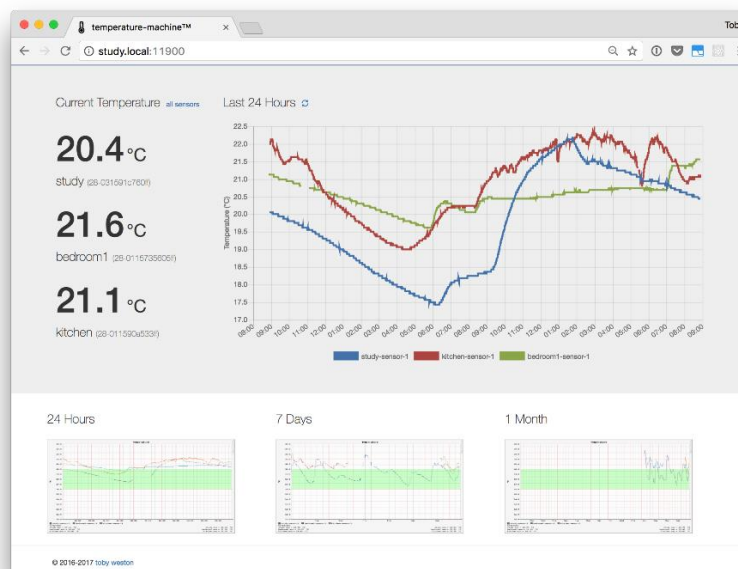 temperature-machine™
Tob
study.local:11900
Current Temperature all sensors
20.4 °C
study (28-031591c760ff)
21.6 °C
bedroom1
21.1 °C
kitchen (28-011590a533ff)
Last 24 Hours
Temperature (°C)
22.5
22.0
21.5
21.0
20.5
20.0
19.5
19.0
18.5
18.0
17.5
17.0
08:00 09:00 10:00 11:00 12:00 01:00 02:00 03:00 04:00 05:00 06:00 07:00 08:00 09:00 10:00 11:00 12:00 01:00 02:00 03:00 04:00 05:00 06:00 07:00 08:00 09:00
study-sensor-1 kitchen-sensor-1 bedroom1-sensor-1
24 Hours 7 Days 1 Month
© 2016-2017 toby weston